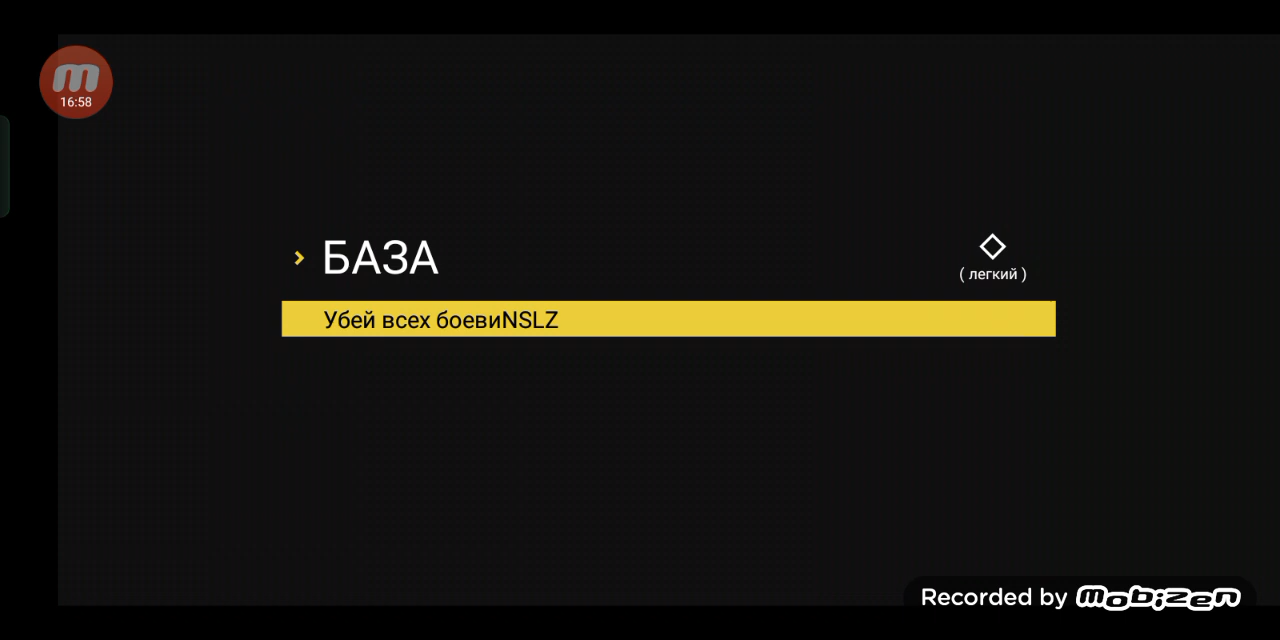 m
16:58
БАЗА
( легкий )
Убей всех боевиNSLZ
Recorded by mobizen